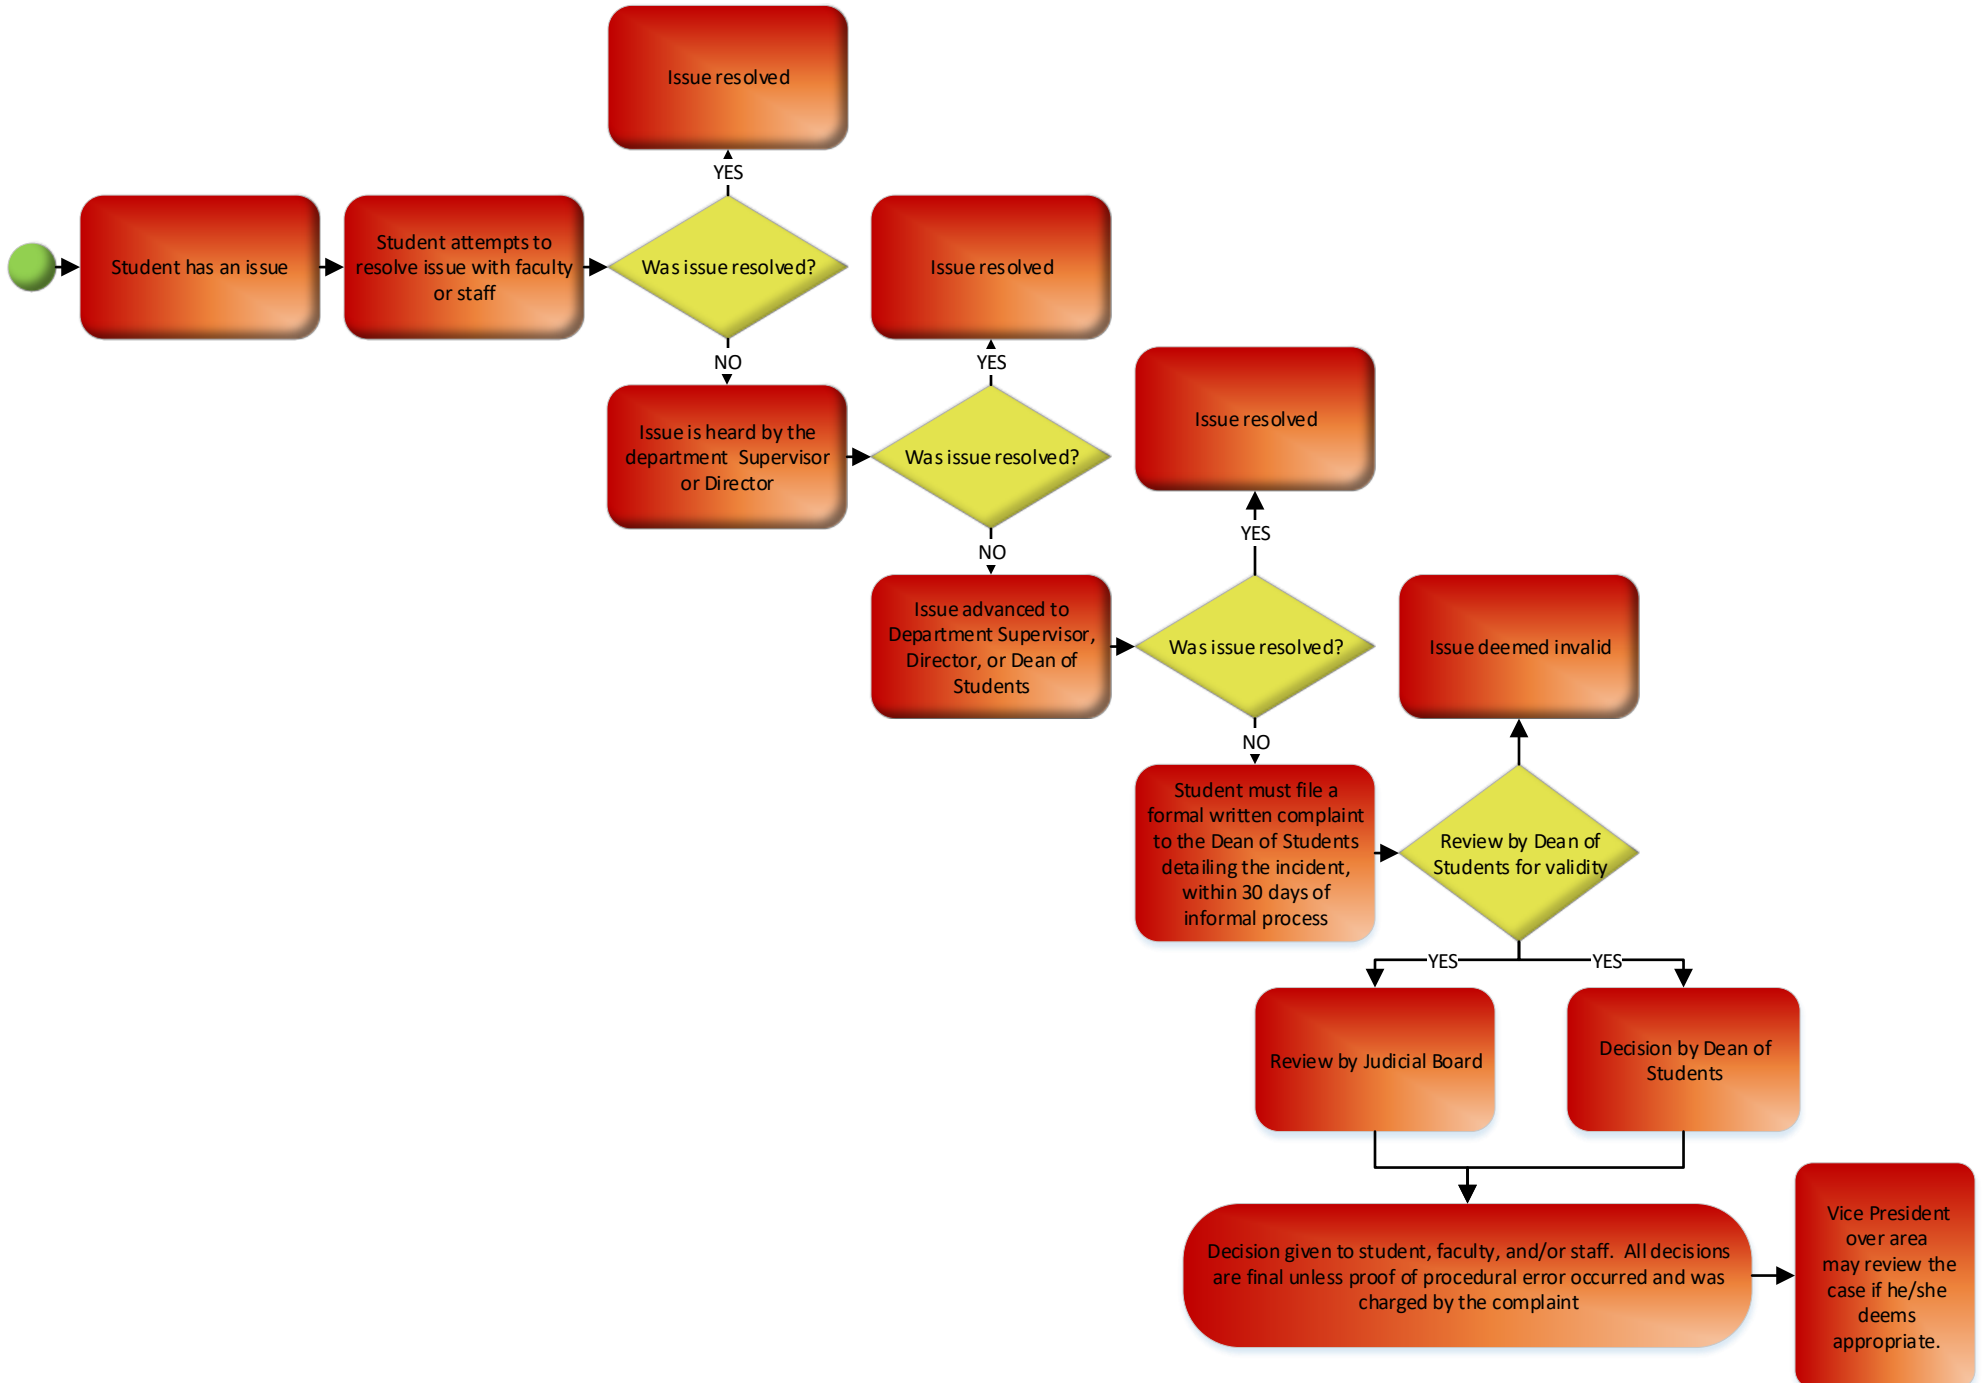 Issue resolved
YES
Student has an issue
Student attempts to
resolve issue with faculty
or staff
Was issue resolved?
Issue resolved
NO
YES
Issue is heard by the
department  Supervisor
or Director
Was issue resolved?
Issue resolved
NO
YES
Issue advanced to
Department Supervisor,
Director, or Dean of
Students
Was issue resolved?
Issue deemed invalid
NO
Student must file a
formal written complaint
to the Dean of Students
detailing the incident,
within 30 days of
informal process
Review by Dean of
Students for validity
YES
YES
Review by Judicial Board
Decision by Dean of
Students
Decision given to student, faculty, and/or staff.  All decisions
are final unless proof of procedural error occurred and was
charged by the complaint
Vice President
over area
may review the
case if he/she
deems
appropriate.